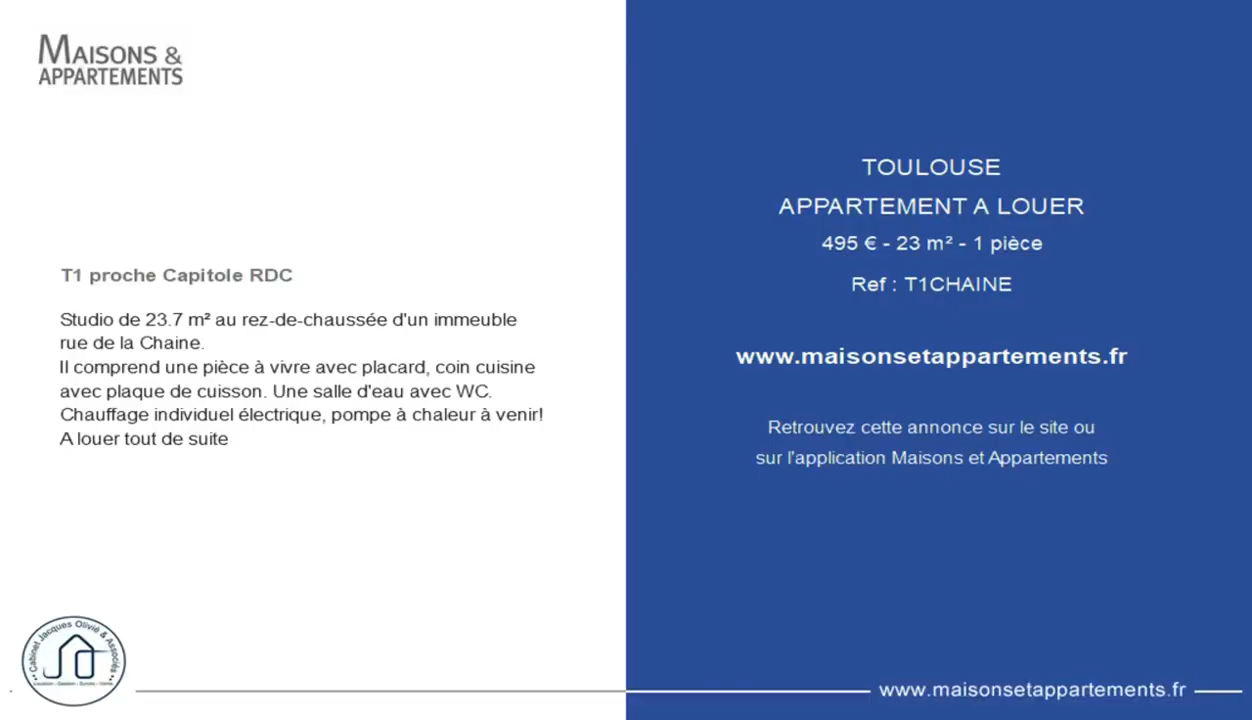 MAISONS &
APPARTEMENTS
T1 proche Capitole RDC
Studio de 23.7 m² au rez-de-chaussée d'un immeuble
rue de la Chaine.
Il comprend une pièce à vivre avec placard, coin cuisine
avec plaque de cuisson. Une salle d'eau avec WC.
Chauffage individuel électrique, pompe à chaleur à venir!
A louer tout de suite
TOULOUSE
APPARTEMENT A LOUER
495 € - 23 m² - 1 pièce
Ref : T1CHAINE
www.maisonsetappartements.fr
Retrouvez cette annonce sur le site ou
sur l'application Maisons et Appartements
Cabinet Jacques Olivié & Associés
www.maisonsetappartements.fr